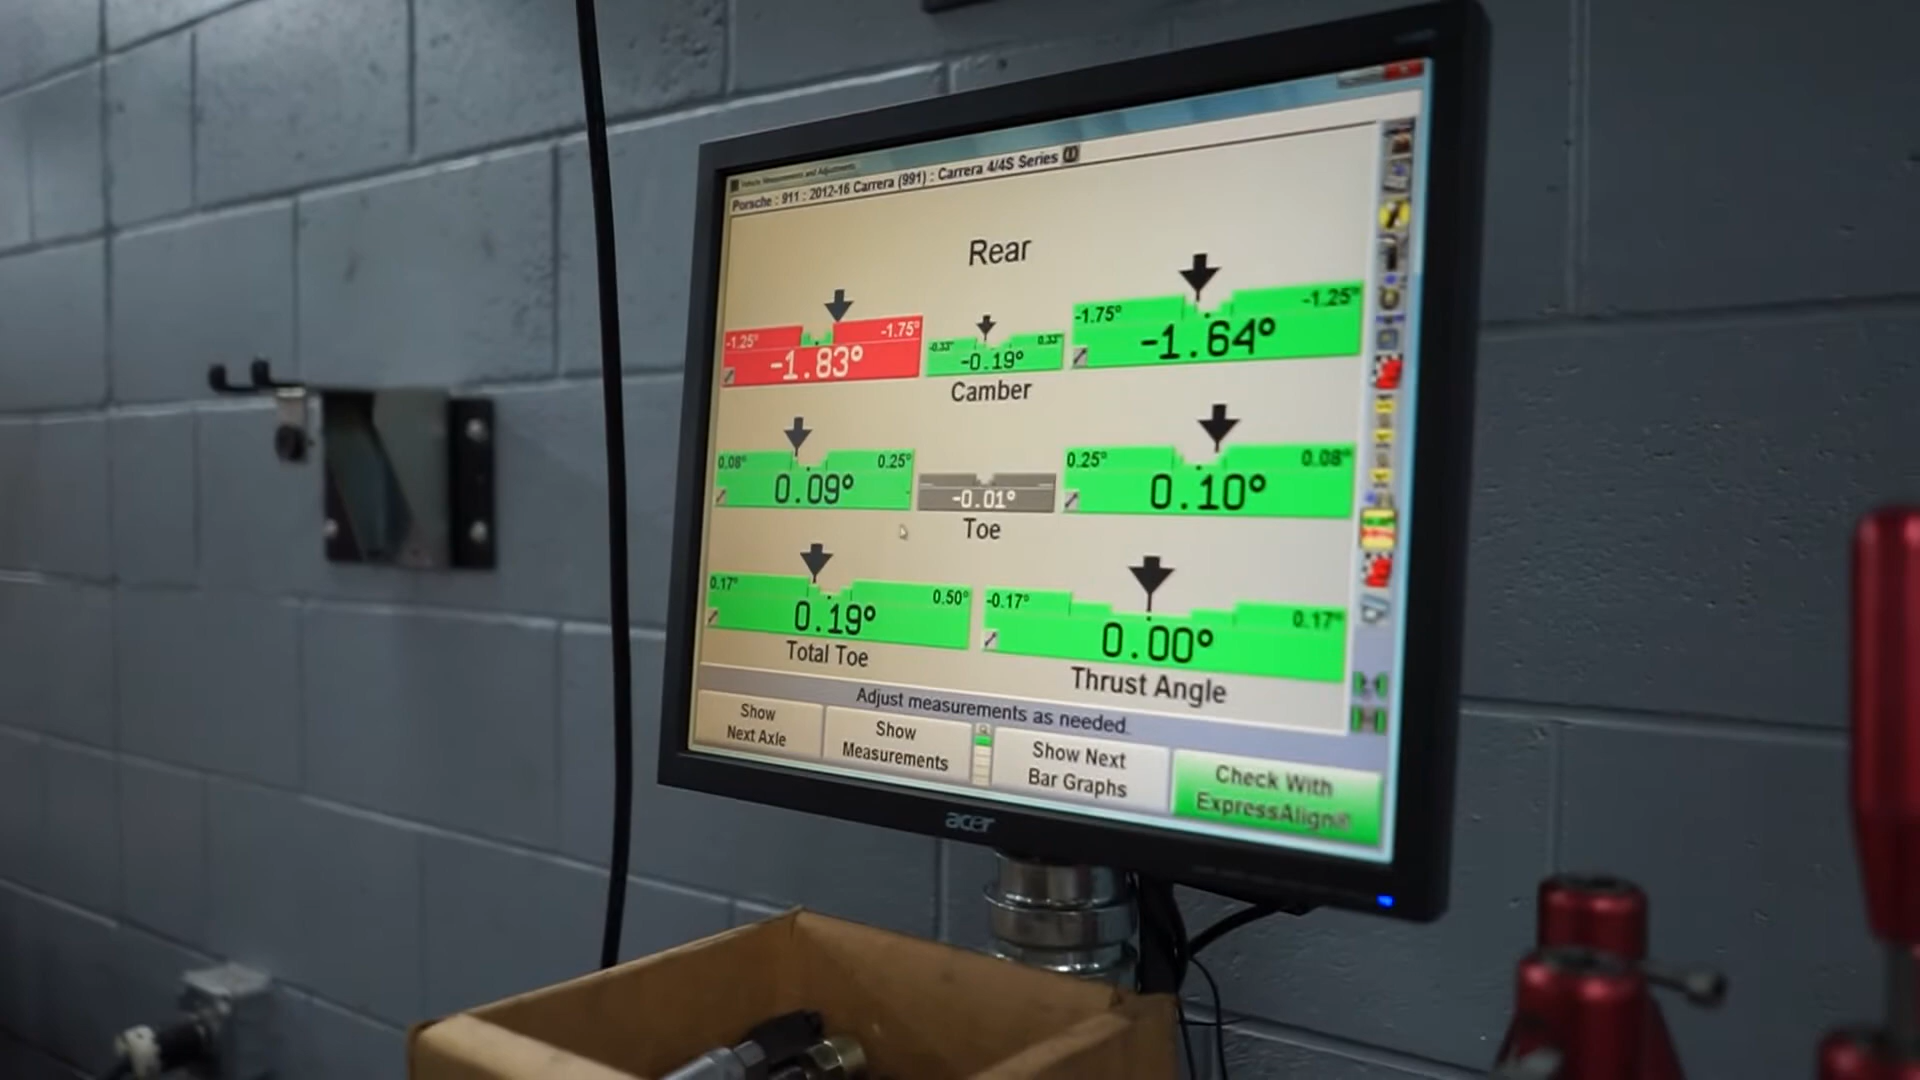 Vehicle Measurements and Adjustments
Porsche : 911 : 2012-16 Carrera (991) : Carrera 4/4S Series
Rear
-1.25° -1.75°
-1.83°
-0.33° 0.33°
-0.19°
-1.75° -1.25°
-1.64°
Camber
0.08° 0.25°
0.09°
-0.01°
0.25° 0.08°
0.10°
Toe
0.17° 0.50°
0.19°
Total Toe
-0.17° 0.17°
0.00°
Thrust Angle
Adjust measurements as needed.
Show
Next Axle
Show
Measurements
Show Next
Bar Graphs
Check With
ExpressAlign®
acer